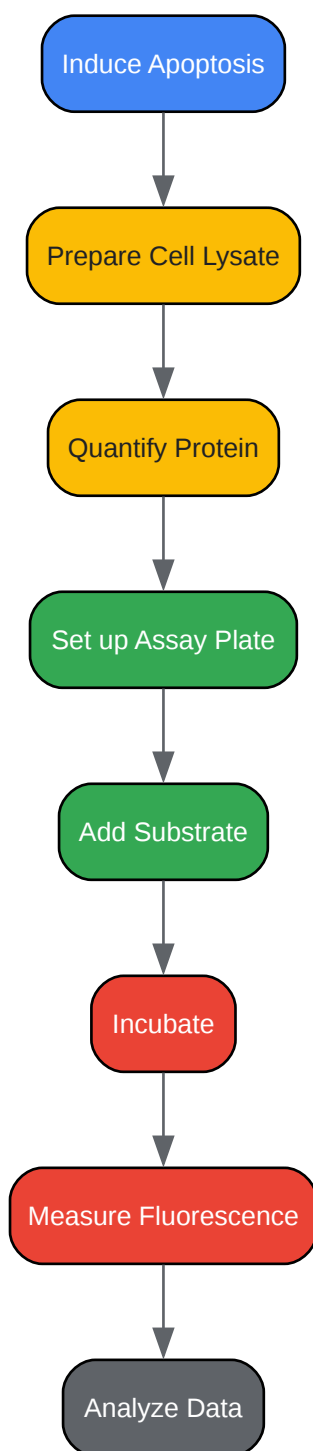 Induce Apoptosis
Prepare Cell Lysate
Quantify Protein
Set up Assay Plate
Add Substrate
Incubate
Measure Fluorescence
Analyze Data